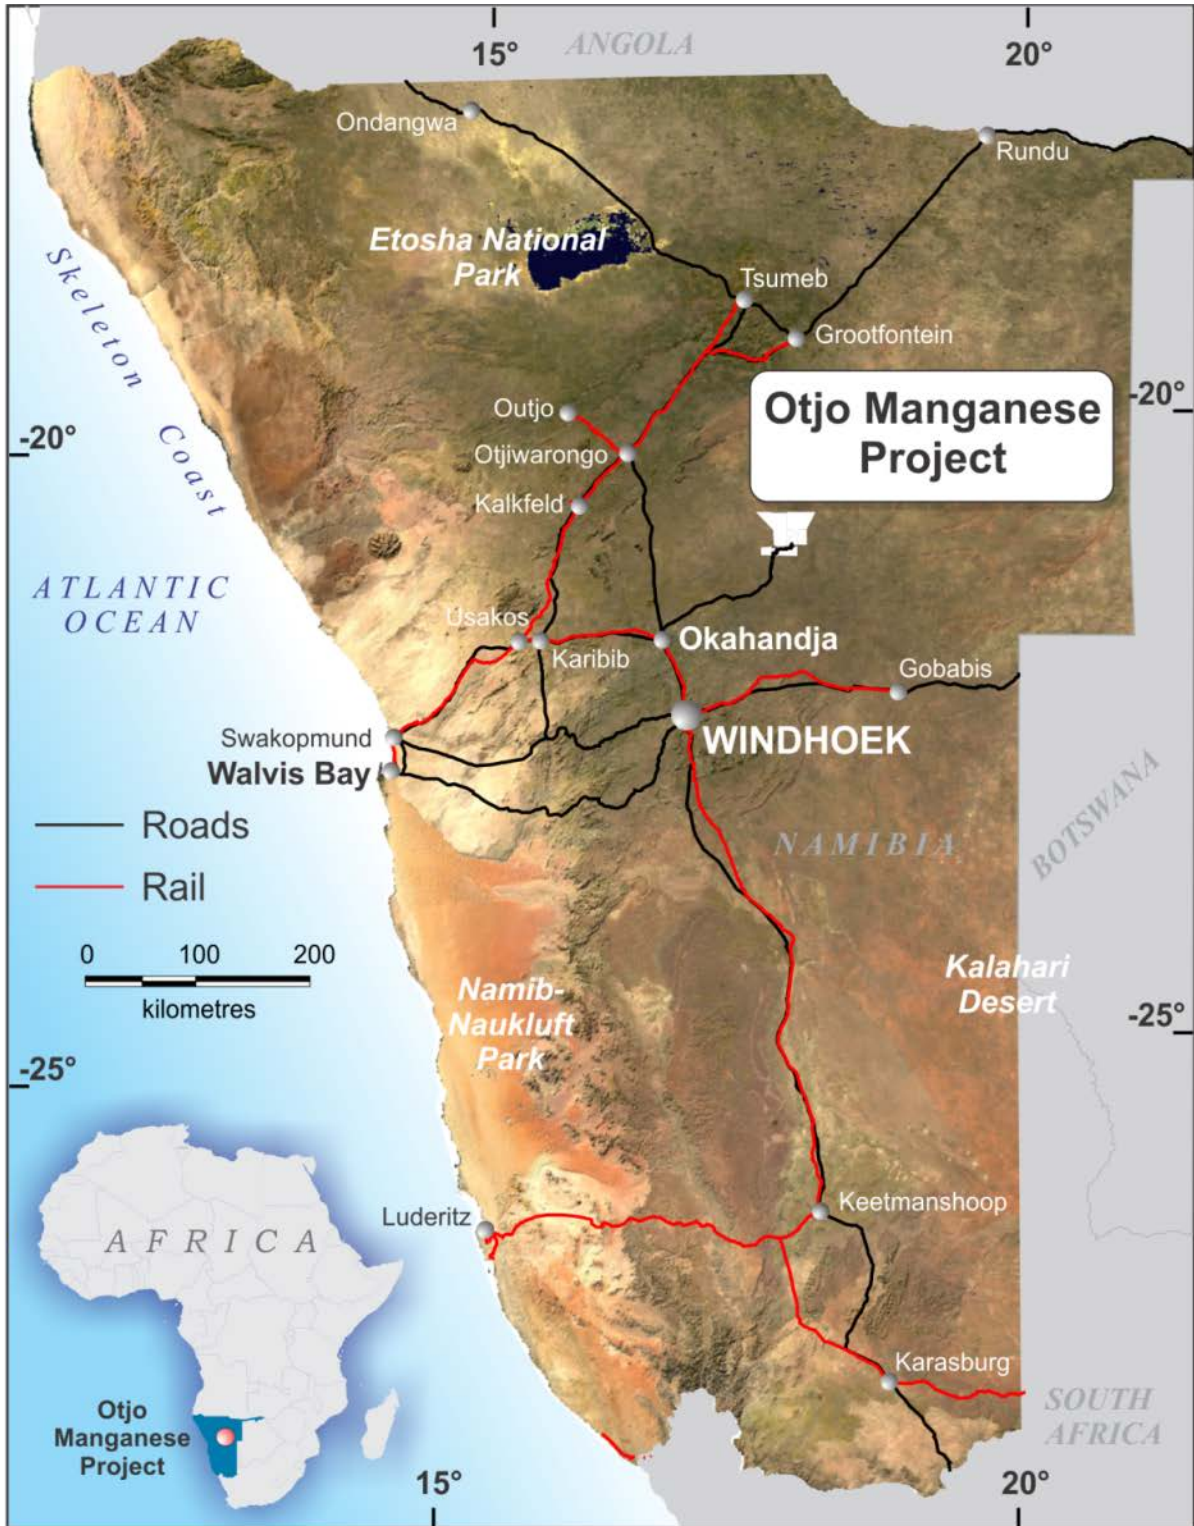 15°
ANGOLA
20°
Ondangwa
Rundu
Etosha National
Park
Tsumeb
Skeleton Coast
Grootfontein
Otjo Manganese
Project
-20°
Outjo
-20°
Otjiwarongo
Kalkfeld
ATLANTIC
OCEAN
Usakos
Karibib
Okahandja
Gobabis
Swakopmund
WINDHOEK
Walvis Bay
BOTSWANA
Roads
NAMIBIA
Rail
0 100 200
kilometres
Kalahari
Desert
Namib-
Naukluft
Park
-25°
-25°
Keetmanshoop
Luderitz
AFRICA
Karasburg
SOUTH
AFRICA
Otjo
Manganese
Project
15°
20°